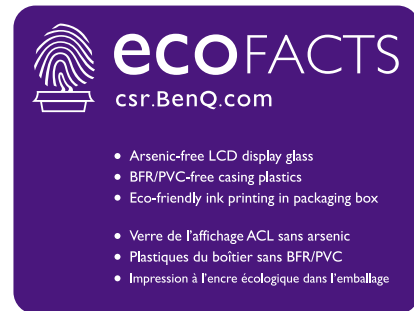 ecoFACTS
csr.BenQ.com
• Arsenic-free LCD display glass
• BFR/PVC-free casing plastics
• Eco-friendly ink printing in packaging box
• Verre de l'affichage ACL sans arsenic
• Plastiques du boîtier sans BFR/PVC
• Impression à l'encre écologique dans l'emballage